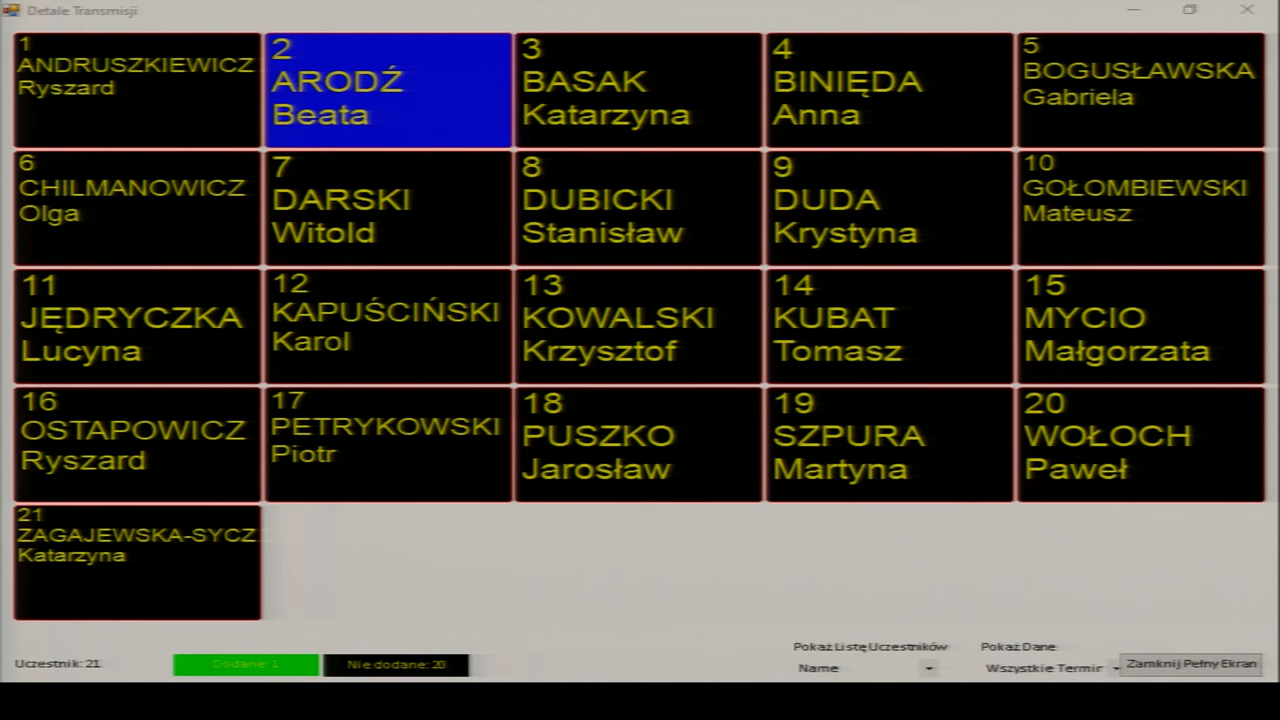 Detale Transmisji
1
ANDRUSZKIEWICZ
Ryszard
2
ARODŹ
Beata
3
BASAK
Katarzyna
4
BINIĘDA
Anna
5
BOGUSŁAWSKA
Gabriela
6
CHILMANOWICZ
Olga
7
DARSKI
Witold
8
DUBICKI
Stanisław
9
DUDA
Krystyna
10
GOŁOMBIEWSKI
Mateusz
11
JĘDRYCZKA
Lucyna
12
KAPUŚCIŃSKI
Karol
13
KOWALSKI
Krzysztof
14
KUBAT
Tomasz
15
MYCIO
Małgorzata
16
OSTAPOWICZ
Ryszard
17
PETRYKOWSKI
Piotr
18
PUSZKO
Jarosław
19
SZPURA
Martyna
20
WOŁOCH
Paweł
21
ZAGAJEWSKA-SYCZ
Katarzyna
Pokaż Listę Uczestników Pokaż Dane
Uczestnik: 21 Dodane: 1 Nie dodane: 20 Name Wszystkie Termir Zamknij Pełny Ekran